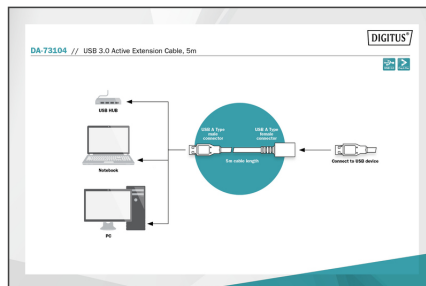 DIGITUS®
DA-73104 // USB 3.0 Active Extension Cable, 5m
USB HUB
USB A Type
male
connector
USB A Type
female
connector
5m cable length
Notebook
Connect to USB device
PC